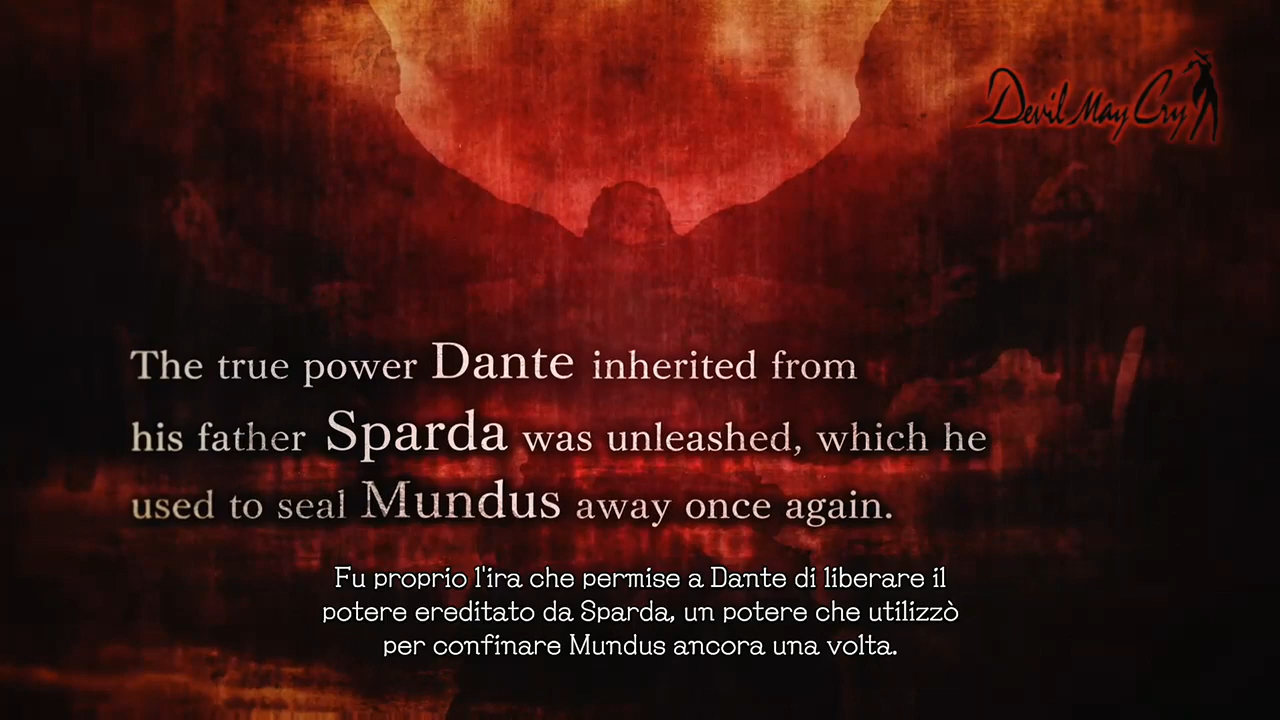 Devil May Cry
The true power Dante inherited from
his father Sparda was unleashed, which he
used to seal Mundus away once again.
Fu proprio l'ira che permise a Dante di liberare il
potere ereditato da Sparda, un potere che utilizzò
per confinare Mundus ancora una volta.